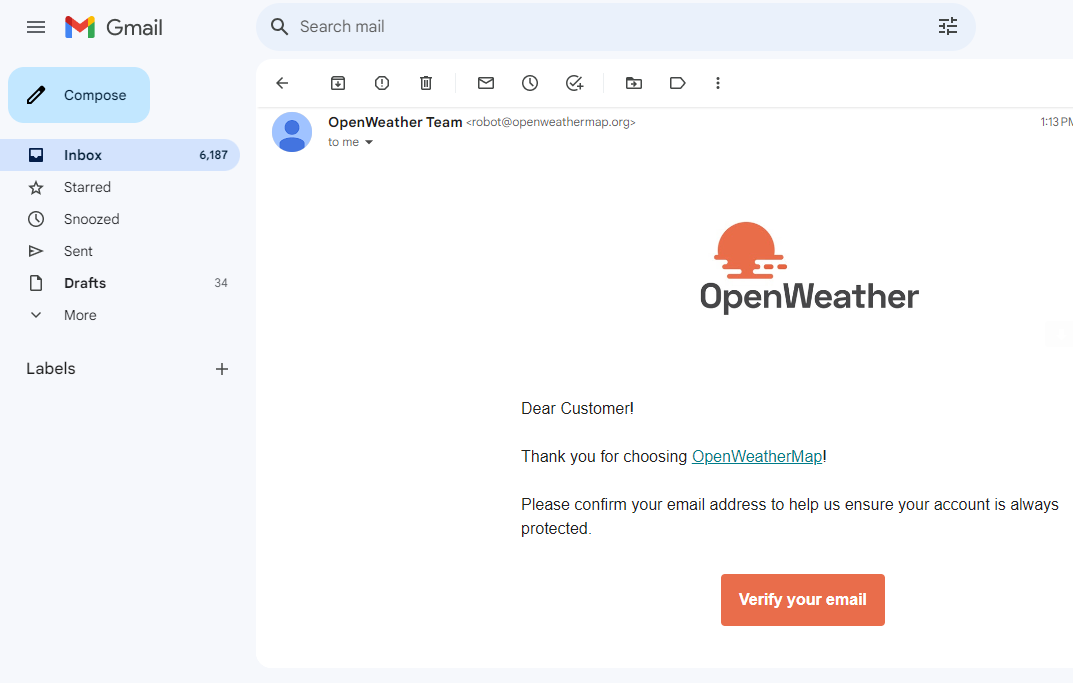 Gmail
Search mail
Compose
Inbox 6,187
Starred
Snoozed
Sent
Drafts 34
More
Labels
OpenWeather Team <robot@openweathermap.org>
1:13 PM
to me
OpenWeather
Dear Customer!
Thank you for choosing OpenWeatherMap!
Please confirm your email address to help us ensure your account is always
protected.
Verify your email